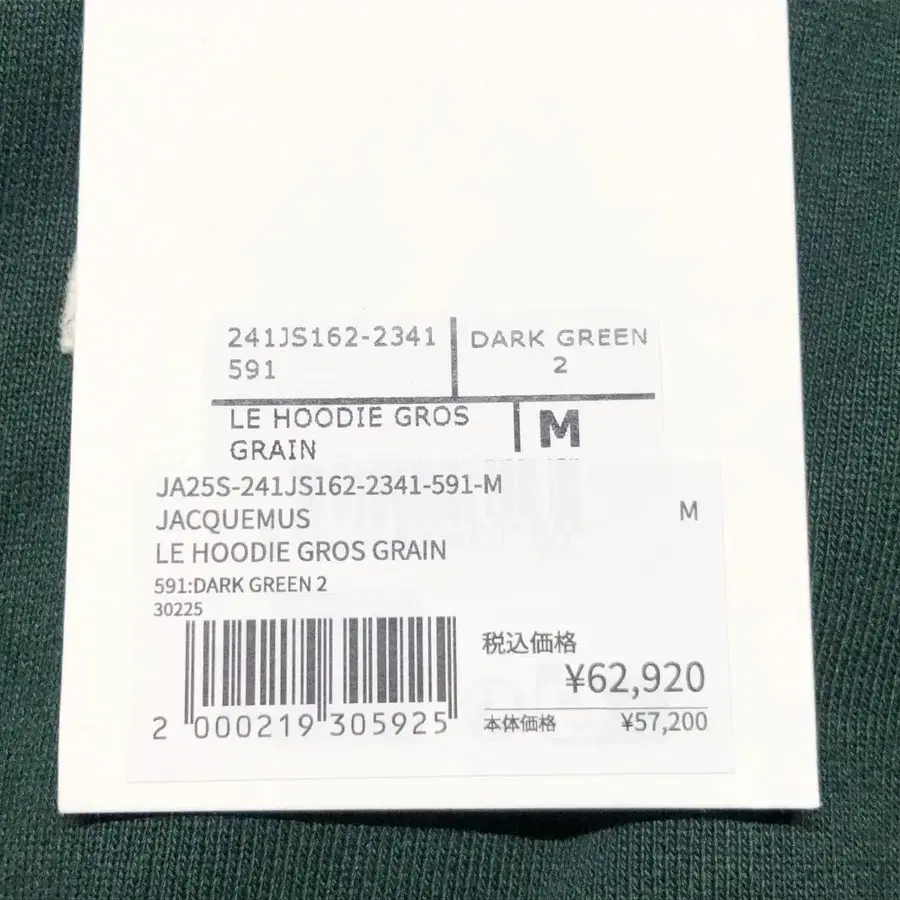 241JS162-2341
591
DARK GREEN
2
LE HOODIE GROS
GRAIN
M
JA25S-241JS162-2341-591-M
JACQUEMUS
M
LE HOODIE GROS GRAIN
591:DARK GREEN 2
30225
税込価格
¥62,920
本体価格 ¥57,200
2 000219 305925